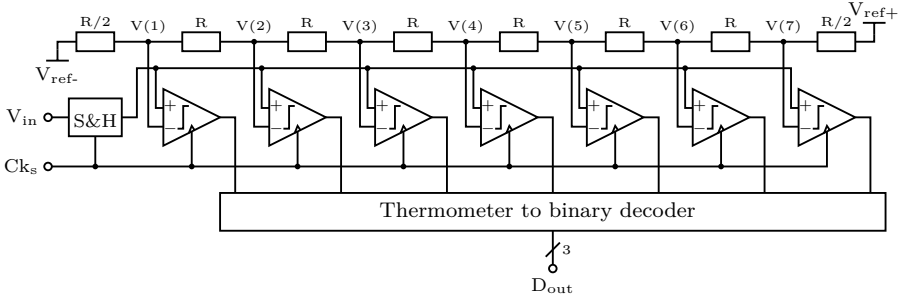 R/2 V(1) R V(2) R V(3) R V(4) R V(5) R V(6) R V(7) R/2 Vref+
Vref-
Vin S&H + − + − + − + − + − + − + −
Cks
Thermometer to binary decoder
3
Dout